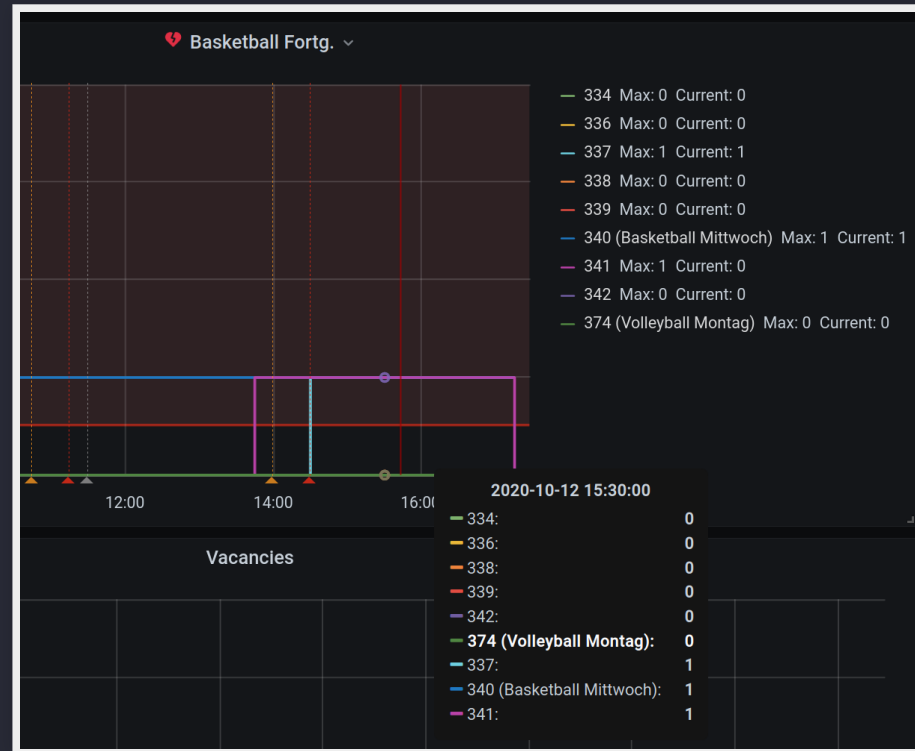 Basketball Fortg.
334 Max: 0 Current: 0
336 Max: 0 Current: 0
337 Max: 1 Current: 1
338 Max: 0 Current: 0
339 Max: 0 Current: 0
340 (Basketball Mittwoch) Max: 1 Current: 1
341 Max: 1 Current: 0
342 Max: 0 Current: 0
374 (Volleyball Montag) Max: 0 Current: 0
12:00 14:00 16:0
2020-10-12 15:30:00
334: 0
336: 0
338: 0
339: 0
342: 0
374 (Volleyball Montag): 0
337: 1
340 (Basketball Mittwoch): 1
341: 1
Vacancies